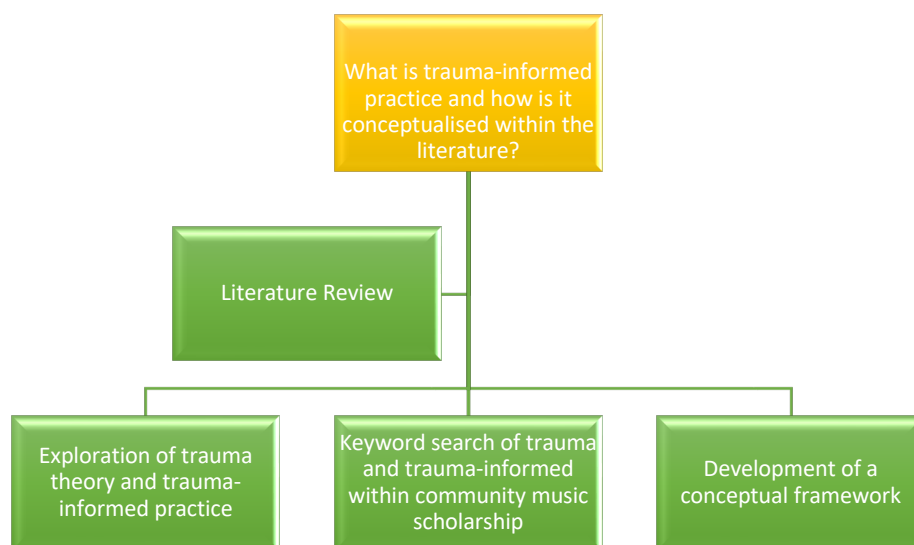 What is trauma-informed
practice and how is it
conceptualised within the
literature?
Literature Review
Exploration of trauma
theory and trauma-
informed practice
Keyword search of trauma
and trauma-informed
within community music
scholarship
Development of a
conceptual framework